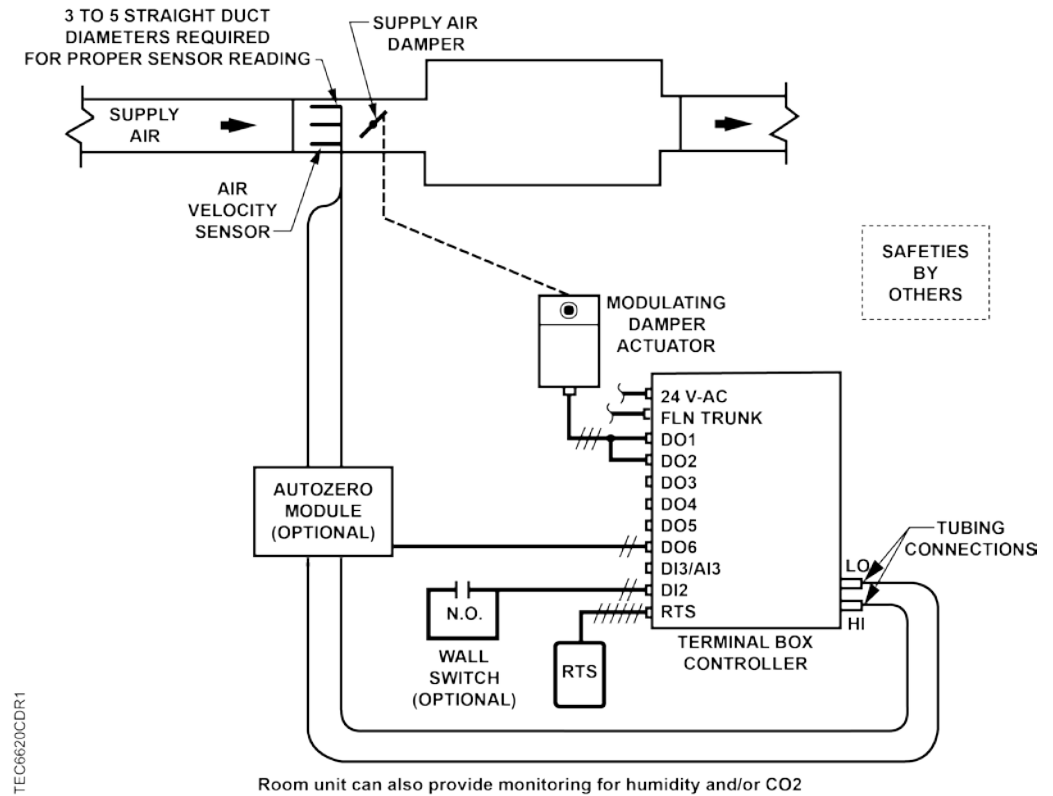 3 TO 5 STRAIGHT DUCT
DIAMETERS REQUIRED
FOR PROPER SENSOR READING
SUPPLY AIR
DAMPER
SUPPLY
AIR
AIR
VELOCITY
SENSOR
SAFETIES
BY
OTHERS
MODULATING
DAMPER
ACTUATOR
24 V-AC
FLN TRUNK
DO1
DO2
DO3
DO4
DO5
DO6
DI3/AI3
DI2
RTS
AUTOZERO
MODULE
(OPTIONAL)
TUBING
CONNECTIONS
LO
HI
N.O.
WALL
SWITCH
(OPTIONAL)
RTS
TERMINAL BOX
CONTROLLER
TEC6620CDR1
Room unit can also provide monitoring for humidity and/or CO2